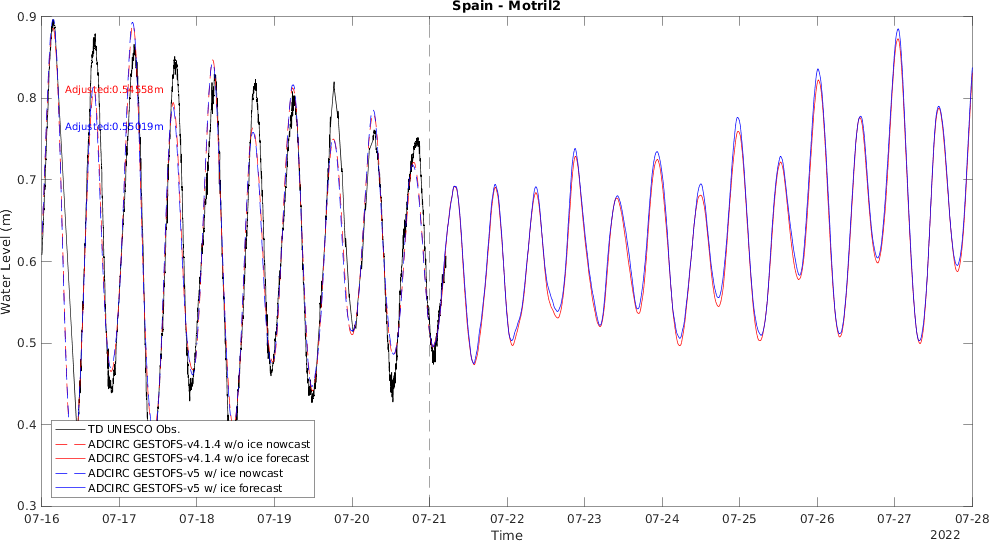 Spain - Motril2
0.9
0.8
0.7
0.6
0.5
0.4
0.3
Water Level (m)
Adjusted:0.54558m
Adjusted:0.55019m
TD UNESCO Obs.
ADCIRC GESTOFS-v4.1.4 w/o ice nowcast
ADCIRC GESTOFS-v4.1.4 w/o ice forecast
ADCIRC GESTOFS-v5 w/ ice nowcast
ADCIRC GESTOFS-v5 w/ ice forecast
07-16 07-17 07-18 07-19 07-20 07-21 07-22 07-23 07-24 07-25 07-26 07-27 07-28
Time
2022